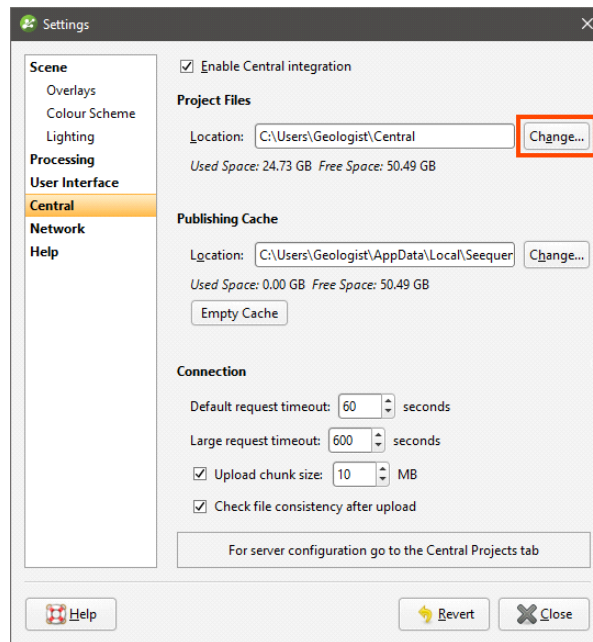 Settings
Scene
Overlays
Colour Scheme
Lighting
Processing
User Interface
Central
Network
Help
Enable Central integration
Project Files
Location: C:\Users\Geologist\Central Change...
Used Space: 24.73 GB Free Space: 50.49 GB
Publishing Cache
Location: C:\Users\Geologist\AppData\Local\Seequer Change...
Used Space: 0.00 GB Free Space: 50.49 GB
Empty Cache
Connection
Default request timeout: 60 seconds
Large request timeout: 600 seconds
Upload chunk size: 10 MB
Check file consistency after upload
For server configuration go to the Central Projects tab
Help Revert Close